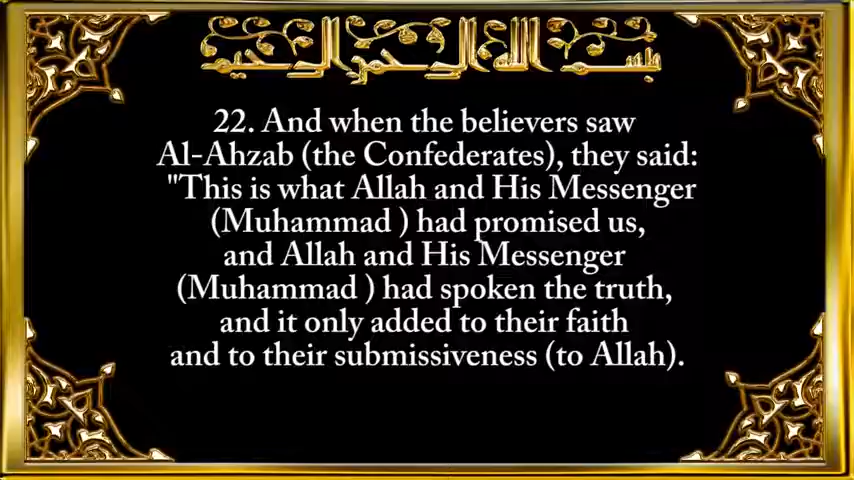 بسم الله الرحمن الرحيم
22. And when the believers saw
Al-Ahzab (the Confederates), they said:
"This is what Allah and His Messenger
(Muhammad ) had promised us,
and Allah and His Messenger
(Muhammad ) had spoken the truth,
and it only added to their faith
and to their submissiveness (to Allah).